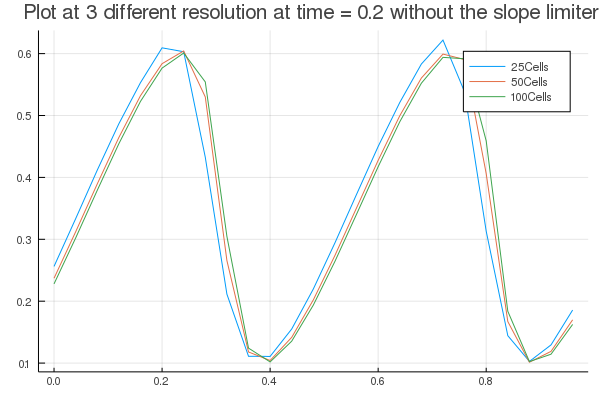 Plot at 3 different resolution at time = 0.2 without the slope limiter
0.6
25Cells
50Cells
100Cells
0.5
0.4
0.3
0.2
0.1
0.0
0.2
0.4
0.6
0.8